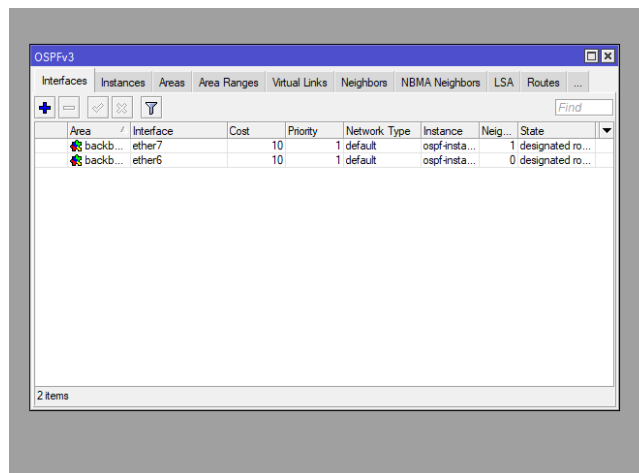 OSPFv3
Interfaces Instances Areas Area Ranges Virtual Links Neighbors NBMA Neighbors LSA Routes ...
Find
Area Interface Cost Priority Network Type Instance Neig... State
backb... ether7 10 1 default ospf-insta... 1 designated ro...
backb... ether6 10 1 default ospf-insta... 0 designated ro...
2 items